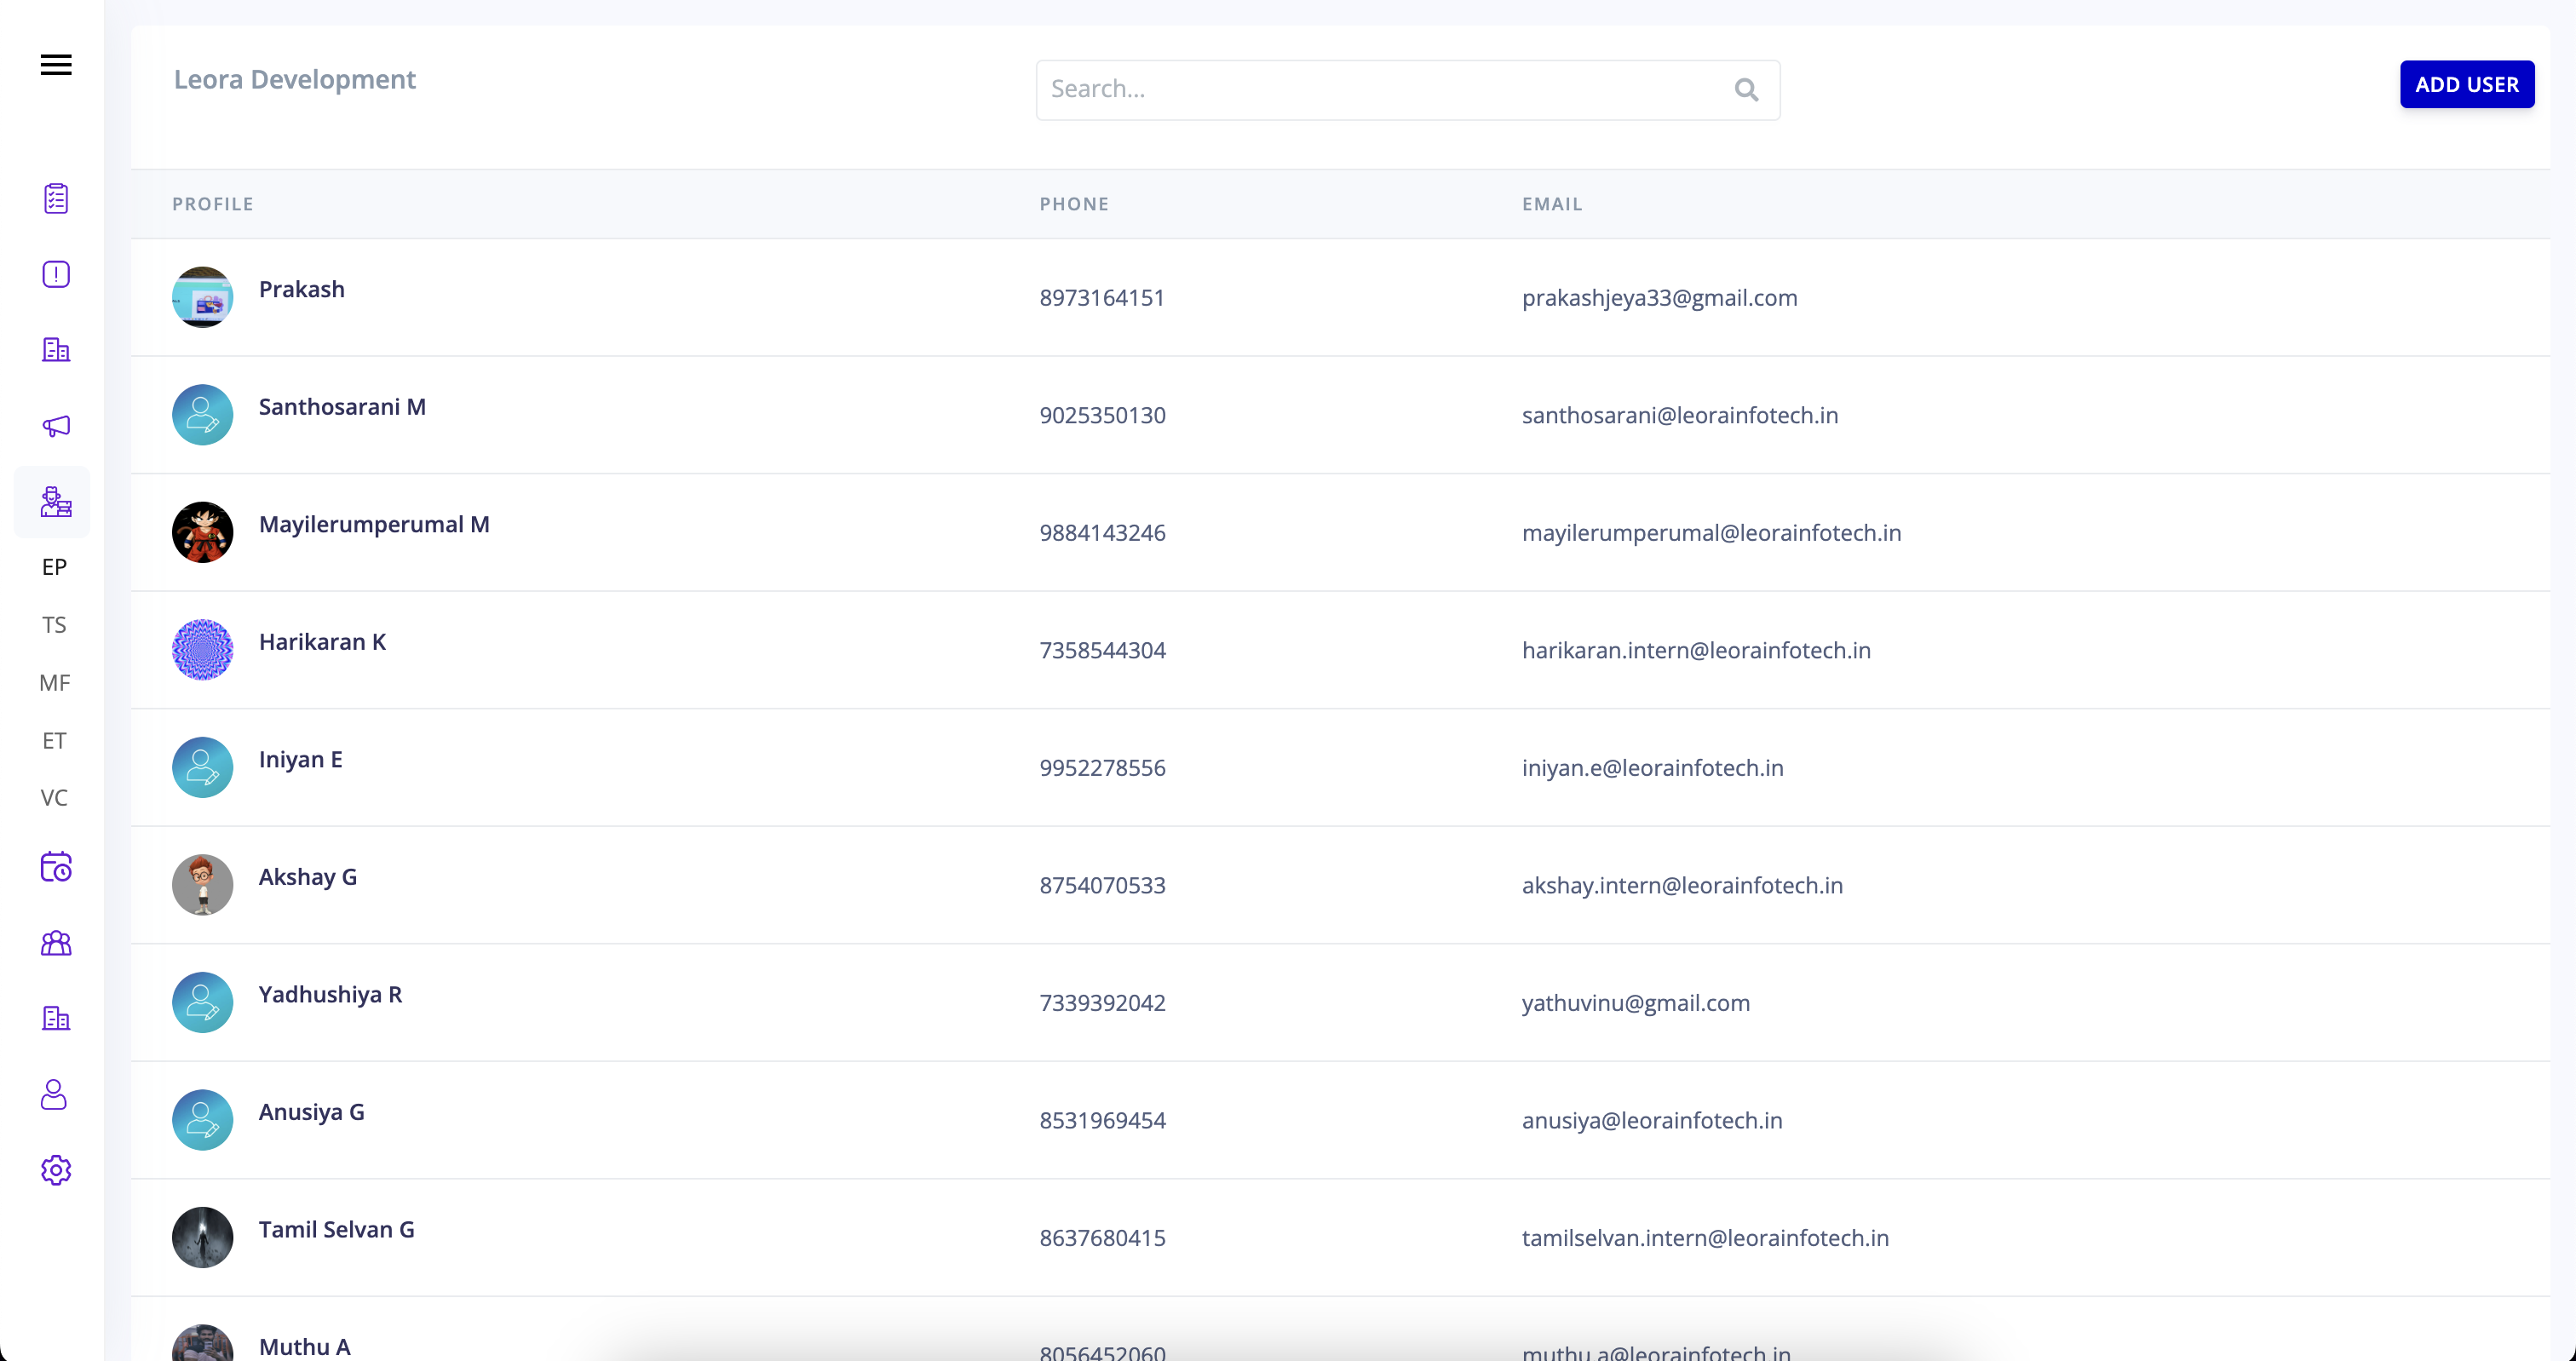 Leora Development
Search...
ADD USER
PROFILE PHONE EMAIL
Prakash 8973164151 prakashjeya33@gmail.com
Santhosarani M 9025350130 santhosarani@leorainfotech.in
Mayilerumperumal M 9884143246 mayilerumperumal@leorainfotech.in
EP
Harikaran K 7358544304 harikaran.intern@leorainfotech.in
TS
MF
Iniyan E 9952278556 iniyan.e@leorainfotech.in
ET
VC
Akshay G 8754070533 akshay.intern@leorainfotech.in
Yadhushiya R 7339392042 yathuvinu@gmail.com
Anusiya G 8531969454 anusiya@leorainfotech.in
Tamil Selvan G 8637680415 tamilselvan.intern@leorainfotech.in
Muthu A 8056452060 muthu.a@leorainfotech.in